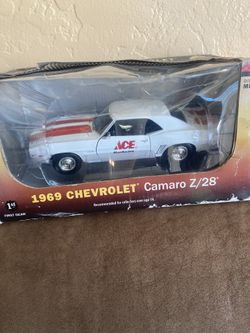 ACE
Hardware
1969 CHEVROLET Camaro Z/28
Recommended for collectors over age 14
1st
FIRST GEAR